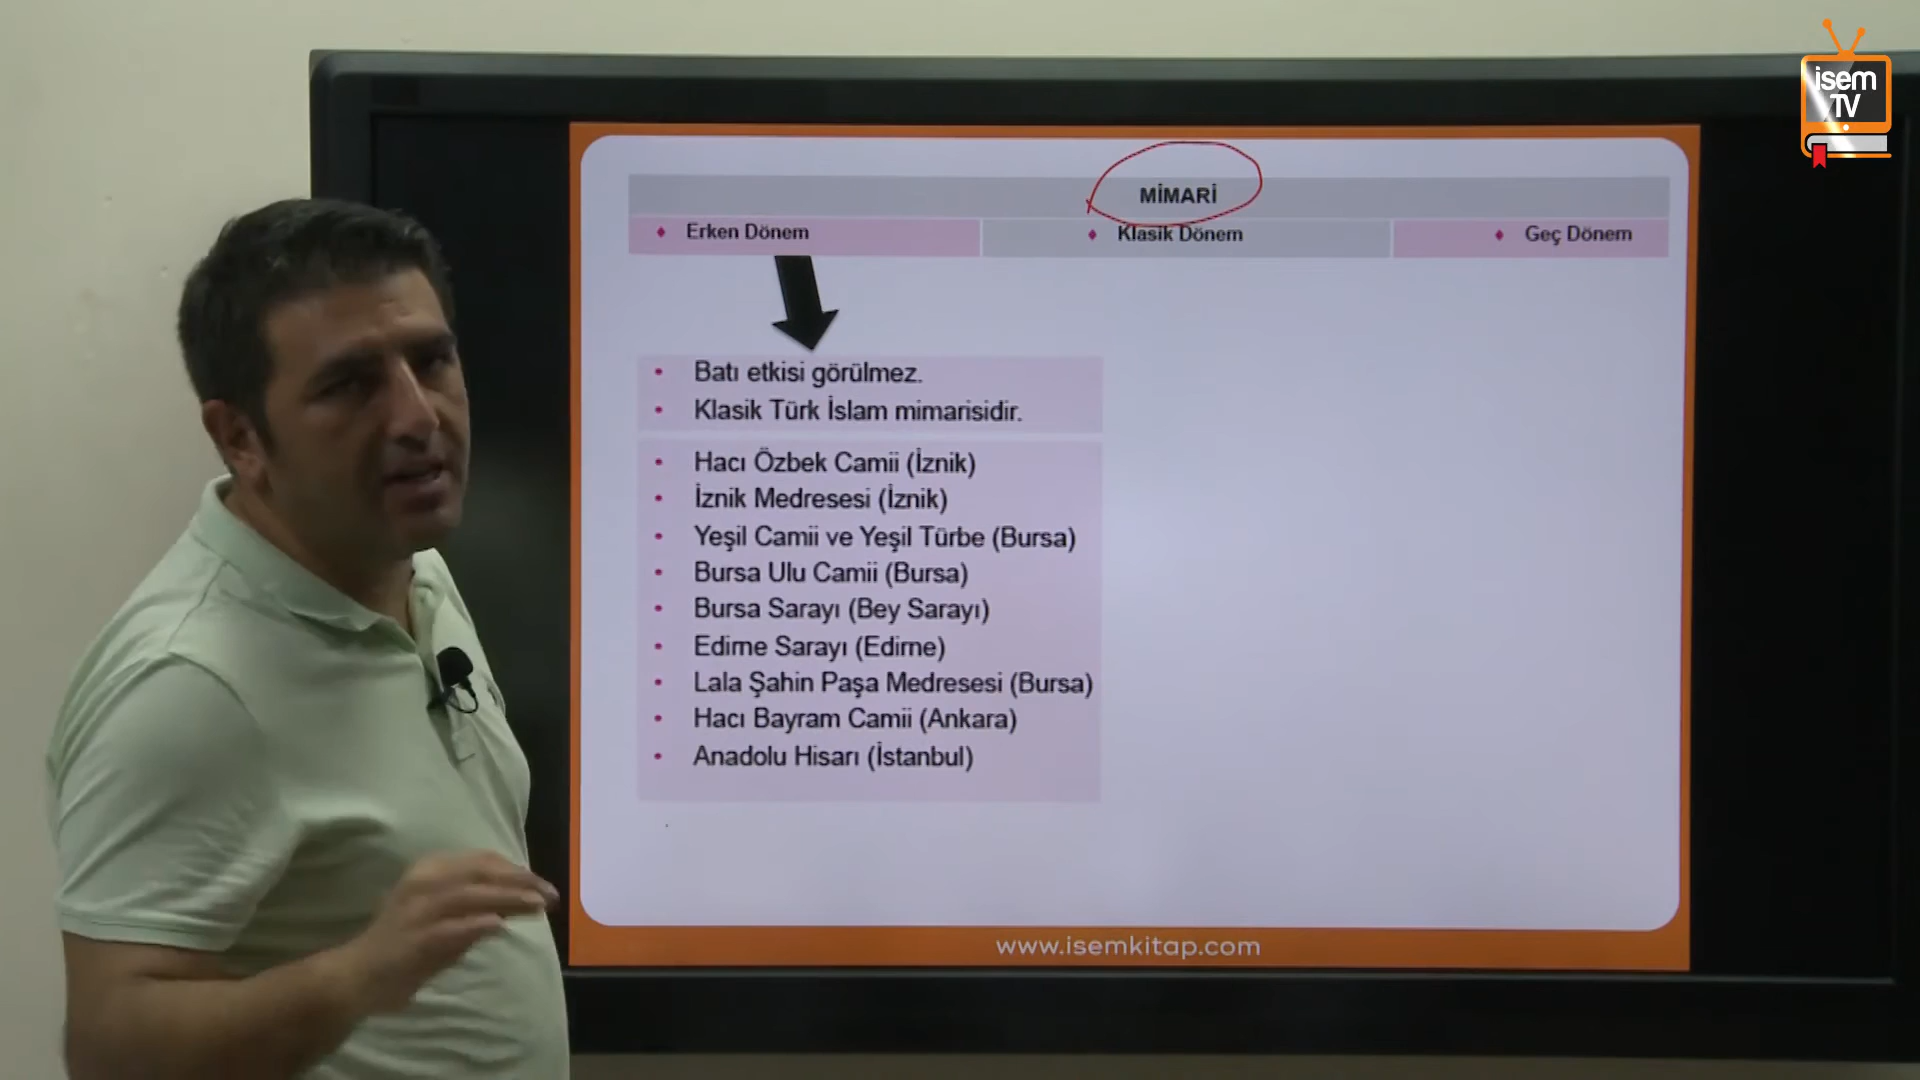 isem
TV
MİMARİ
♦ Erken Dönem
♦ Klasik Dönem
♦ Geç Dönem
• Batı etkisi görülmez.
• Klasik Türk İslam mimarisidir.
• Hacı Özbek Camii (İznik)
• İznik Medresesi (İznik)
• Yeşil Camii ve Yeşil Türbe (Bursa)
• Bursa Ulu Camii (Bursa)
• Bursa Sarayı (Bey Sarayı)
• Edirne Sarayı (Edirne)
• Lala Şahin Paşa Medresesi (Bursa)
• Hacı Bayram Camii (Ankara)
• Anadolu Hisarı (İstanbul)
www.isemkitap.com